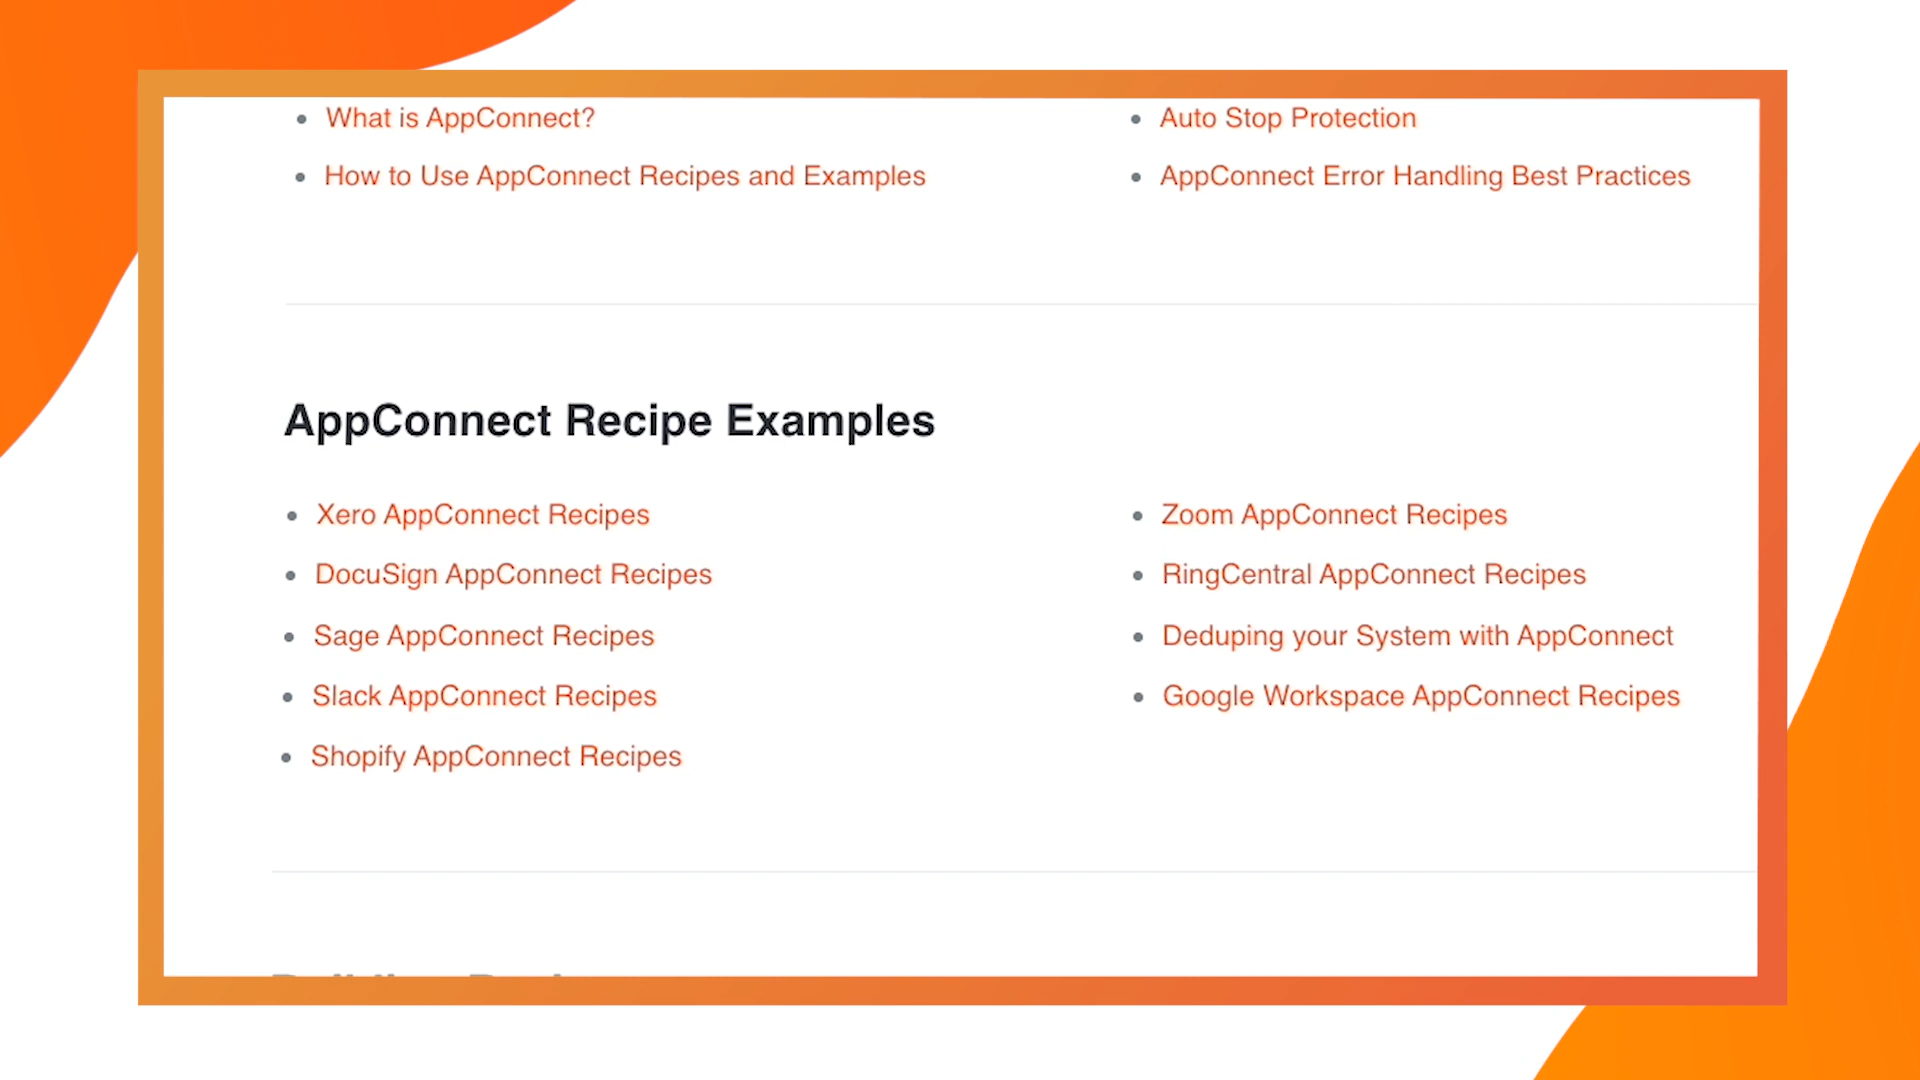 What is AppConnect?
How to Use AppConnect Recipes and Examples
Auto Stop Protection
AppConnect Error Handling Best Practices
AppConnect Recipe Examples
Xero AppConnect Recipes
DocuSign AppConnect Recipes
Sage AppConnect Recipes
Slack AppConnect Recipes
Shopify AppConnect Recipes
Zoom AppConnect Recipes
RingCentral AppConnect Recipes
Deduping your System with AppConnect
Google Workspace AppConnect Recipes